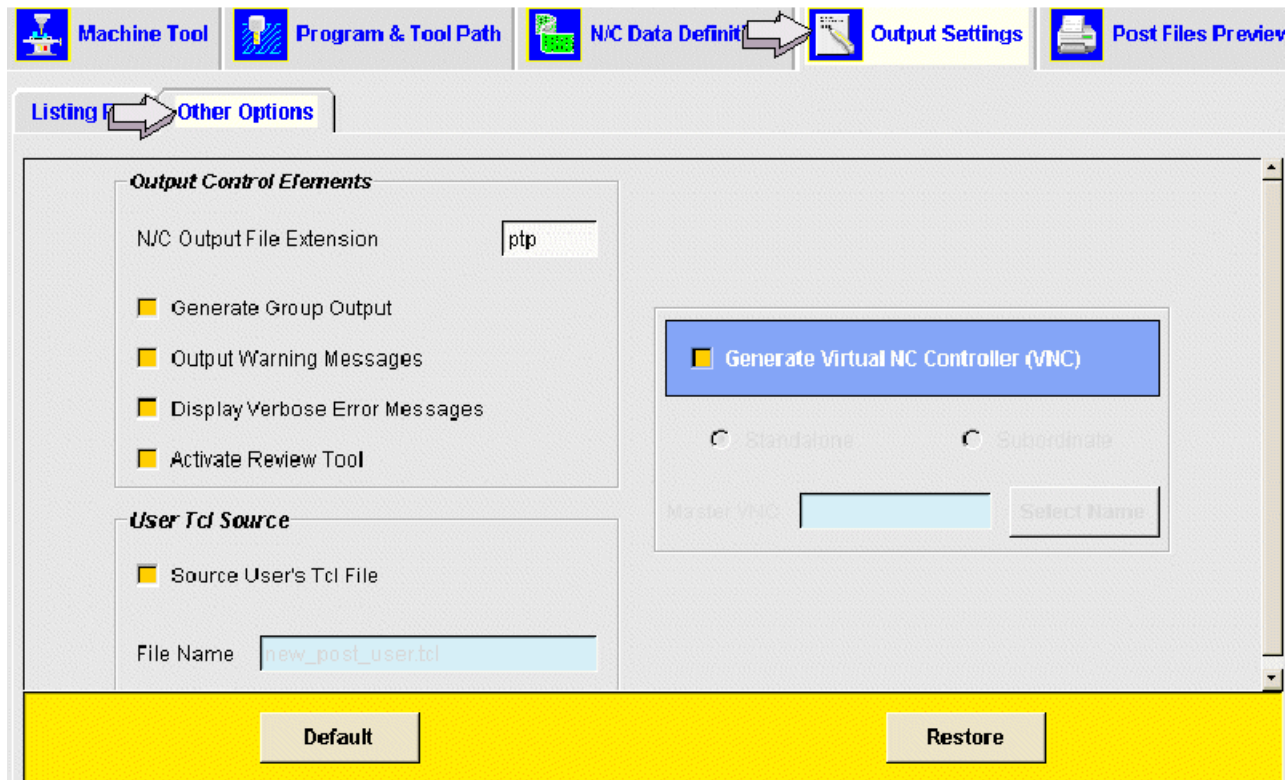 Machine Tool
Program & Tool Path
N/C Data Definiti
Output Settings
Post Files Preview
Listing F
Other Options
Output Control Elements
N/C Output File Extension
ptp
Generate Group Output
Output Warning Messages
Display Verbose Error Messages
Activate Review Tool
Generate Virtual NC Controller (VNC)
Standalone
Subordinate
Master VNC
Select Name
User Tcl Source
Source User's Tcl File
File Name
new_post_user.tcl
Default
Restore